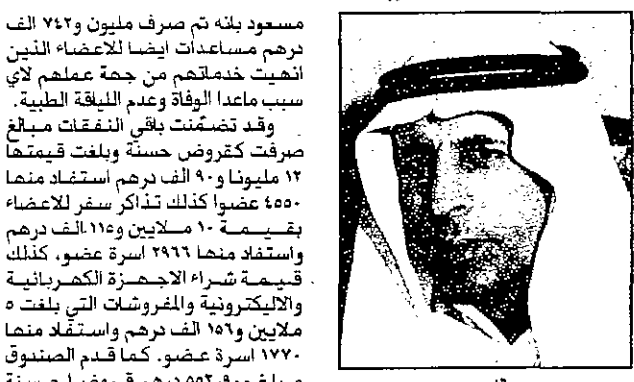 مسعود بانه تم صرف مليون و٧٤٢ الف
درهم مساعدات ايضا للاعضاء الذين
انهيت خدماتهم من جهة عملهم لاي
سبب ماعدا الوفاة وعدم اللياقة الطبية.
وقد تضمنت باقي النفقات مبالغ
صرفت كقروض حسنة وبلغت قيمتها
١٢ مليونا و٩٠ الف درهم استفاد منها
٤٥٥٠ عضوا كذلك تذاكر سفر للاعضاء
بقيمة ١٠ ملايين و١١٥ الف درهم
واستفاد منها ٢٩٦٦ اسرة عضو، كذلك
قيمة شراء الاجهزة الكهربائية
والاليكترونية والمفروشات التي بلغت ٥
ملايين و١٥٦ الف درهم واستفاد منها
١٧٧٠ اسرة عضو. كما قدم الصندوق